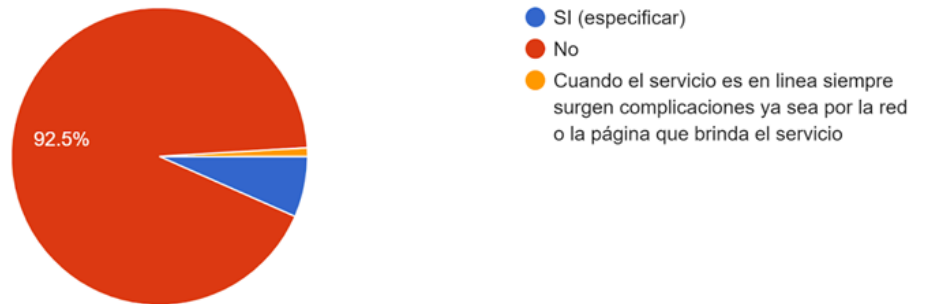 SI (especificar)
No
Cuando el servicio es en linea siempre
surgen complicaciones ya sea por la red
o la página que brinda el servicio
92.5%